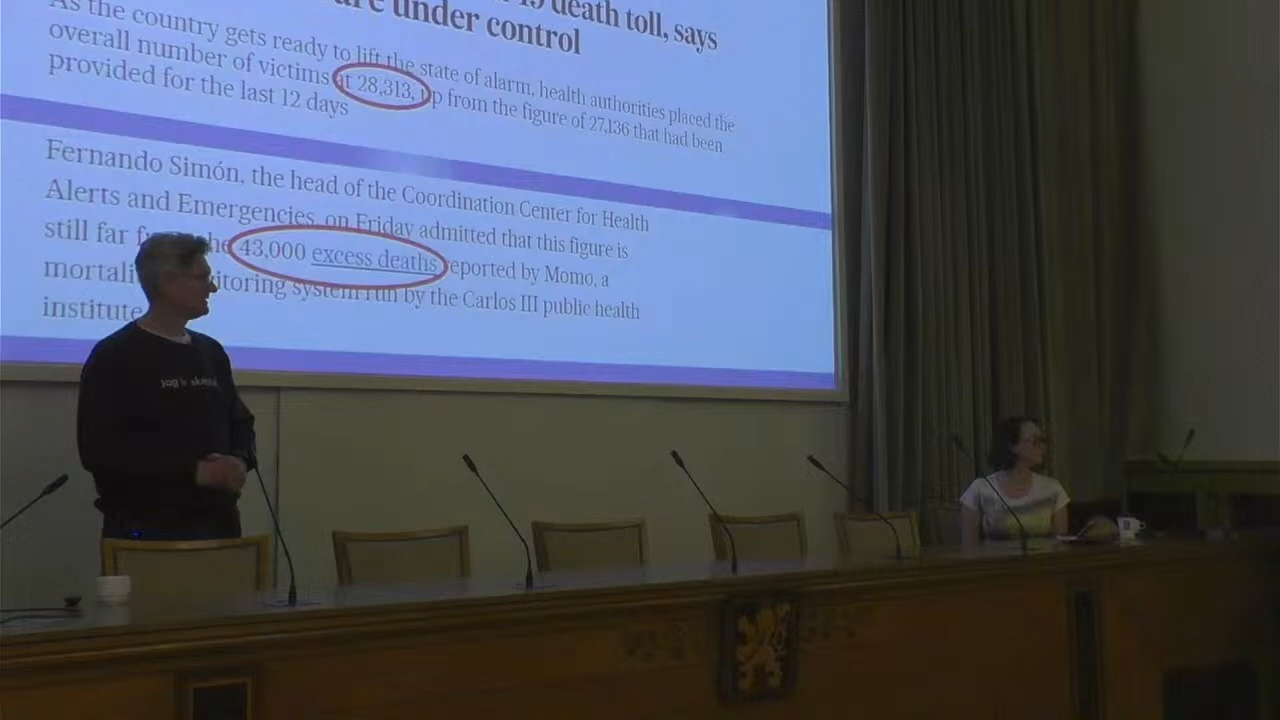 death toll, says
are under control
As the country gets ready to lift the state of alarm, health authorities placed the
overall number of victims at 28,313, up from the figure of 27,136 that had been
provided for the last 12 days
Fernando Simón, the head of the Coordination Center for Health
Alerts and Emergencies, on Friday admitted that this figure is
still far the 43,000 excess deaths reported by Momo, a
system run by the Carlos III public health
institute